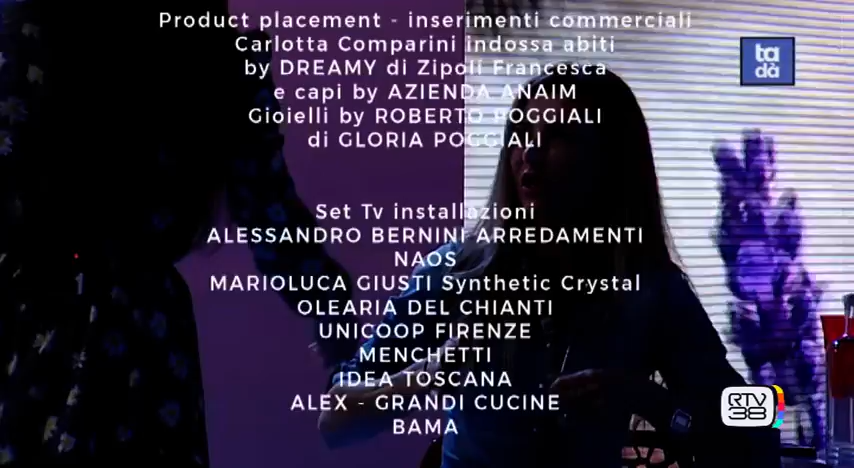 Product placement - inserimenti commerciali
Carlotta Comparini indossa abiti
by DREAMY di Zipoli Francesca
e capi by AZIENDA ANAIM
Gioielli by ROBERTO POGGIALI
di GLORIA POGGIALI
ta
dà
Set Tv installazioni
ALESSANDRO BERNINI ARREDAMENTI
NAOS
MARIOLUCA GIUSTI Synthetic Crystal
OLEARIA DEL CHIANTI
UNICOOP FIRENZE
MENCHETTI
IDEA TOSCANA
ALEX - GRANDI CUCINE
BAMA
RTV
38